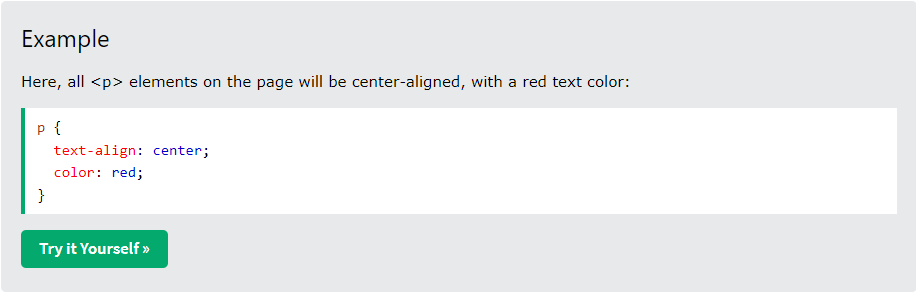 Example
Here, all <p> elements on the page will be center-aligned, with a red text color:
p {
  text-align: center;
  color: red;
}
Try it Yourself »